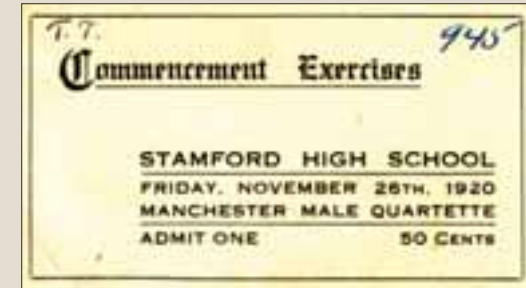 T. T.
945
Commencement Exercises
STAMFORD HIGH SCHOOL
FRIDAY, NOVEMBER 26TH, 1920
MANCHESTER MALE QUARTETTE
ADMIT ONE 50 CENTS